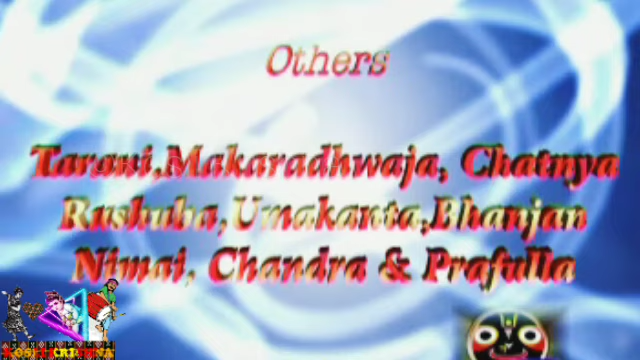 Others
Tarani,Makaradhwaja, Chatnya
Rushuba,Umakanta,Bhanjan
Nimai, Chandra & Prafulla